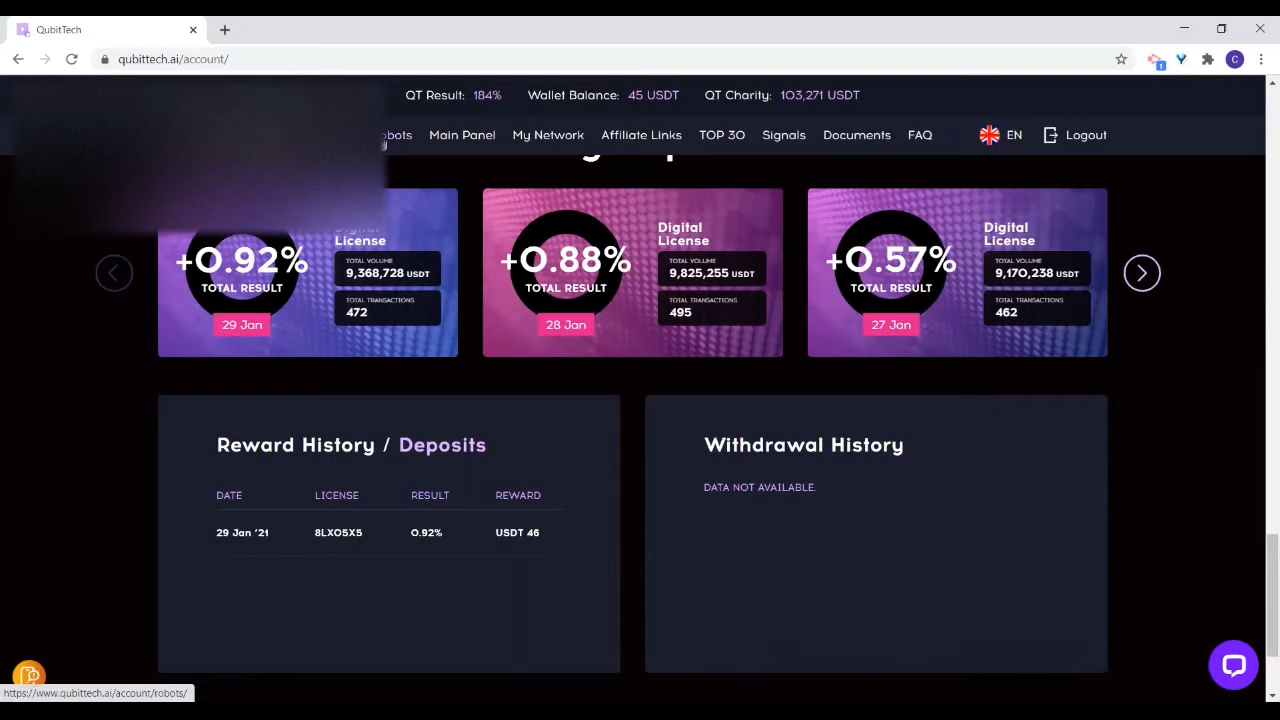 QubitTech
qubittech.ai/account/
QT Result: 184% Wallet Balance: 45 USDT QT Charity: 103,271 USDT
Main Panel My Network Affiliate Links TOP 30 Signals Documents FAQ EN Logout
License
+0.92%
TOTAL RESULT
29 Jan
TOTAL VOLUME
9,368,728 USDT
TOTAL TRANSACTIONS
472
Digital
License
+0.88%
TOTAL RESULT
28 Jan
TOTAL VOLUME
9,825,255 USDT
TOTAL TRANSACTIONS
495
Digital
License
+0.57%
TOTAL RESULT
27 Jan
TOTAL VOLUME
9,170,238 USDT
TOTAL TRANSACTIONS
462
Reward History / Deposits
DATE LICENSE RESULT REWARD
29 Jan '21 8LXO5X5 0.92% USDT 46
Withdrawal History
DATA NOT AVAILABLE.
https://www.qubittech.ai/account/robots/